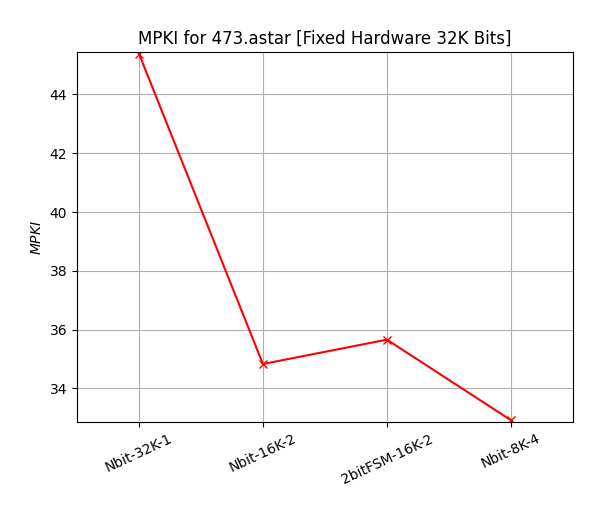 MPKI for 473.astar [Fixed Hardware 32K Bits]
MPKI
44
42
40
38
36
34
Nbit-32K-1
Nbit-16K-2
2bitFSM-16K-2
Nbit-8K-4